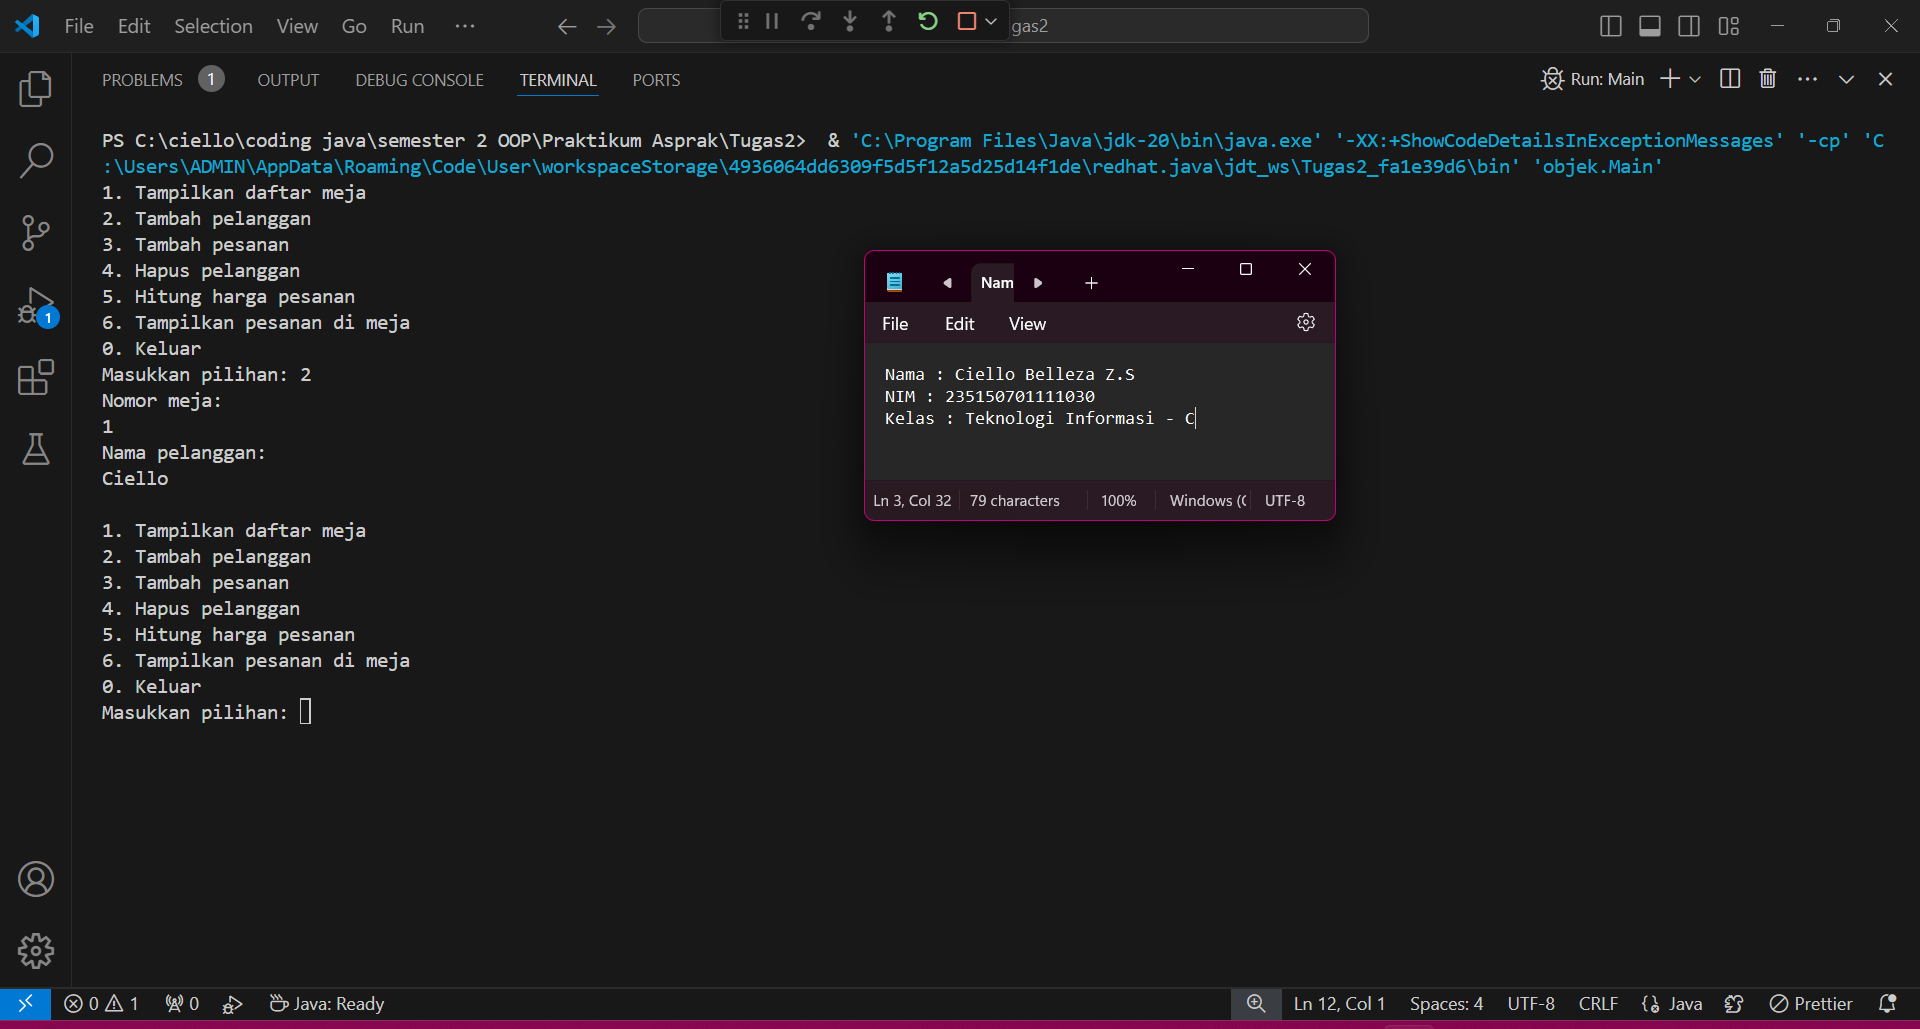 File Edit Selection View Go Run ··· gas2
PROBLEMS 1 OUTPUT DEBUG CONSOLE TERMINAL PORTS Run: Main
PS C:\ciello\coding java\semester 2 OOP\Praktikum Asprak\Tugas2>  & 'C:\Program Files\Java\jdk-20\bin\java.exe' '-XX:+ShowCodeDetailsInExceptionMessages' '-cp' 'C
:\Users\ADMIN\AppData\Roaming\Code\User\workspaceStorage\4936064dd6309f5d5f12a5d25d14f1de\redhat.java\jdt_ws\Tugas2_fa1e39d6\bin' 'objek.Main'
1. Tampilkan daftar meja
2. Tambah pelanggan
3. Tambah pesanan
4. Hapus pelanggan
5. Hitung harga pesanan
6. Tampilkan pesanan di meja
0. Keluar
Masukkan pilihan: 2
Nomor meja:
1
Nama pelanggan:
Ciello
1. Tampilkan daftar meja
2. Tambah pelanggan
3. Tambah pesanan
4. Hapus pelanggan
5. Hitung harga pesanan
6. Tampilkan pesanan di meja
0. Keluar
Masukkan pilihan:
Nam
File Edit View
Nama : Ciello Belleza Z.S
NIM : 235150701111030
Kelas : Teknologi Informasi - C
Ln 3, Col 32 79 characters 100% Windows (C UTF-8
1
0 1 0 Java: Ready Ln 12, Col 1 Spaces: 4 UTF-8 CRLF Java Prettier